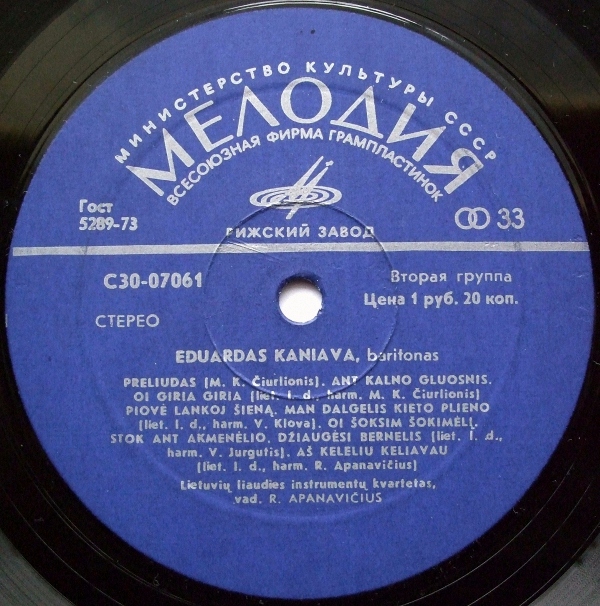 МИНИСТЕРСТВО КУЛЬТУРЫ СССР
МЕЛОДИЯ
ВСЕСОЮЗНАЯ ФИРМА ГРАМПЛАСТИНОК
Гост
5289-73
33
РИЖСКИЙ ЗАВОД
С30-07061
Вторая группа
Цена 1 руб. 20 коп.
СТЕРЕО
EDUARDAS KANIAVA, baritonas
PRELIUDAS (M. K. Čiurlionis). ANT KALNO GLUOSNIS.
OI GIRIA GIRIA (liet. l. d., harm. M. K. Čiurlionis)
PIOVĖ LANKOJ ŠIENĄ. MAN DALGELIS KIETO PLIENO
(liet. l. d., harm. V. Klova). OI ŠOKSIM ŠOKIMĖLĮ.
STOK ANT AKMENĖLIO, DŽIAUGĖSI BERNELIS (liet. l. d.,
harm. V. Jurgutis). AŠ KELELIU KELIAVAU
(liet. l. d., harm. R. Apanavičius)
Lietuvių liaudies instrumentų kvartetas,
vad. R. APANAVIČIUS